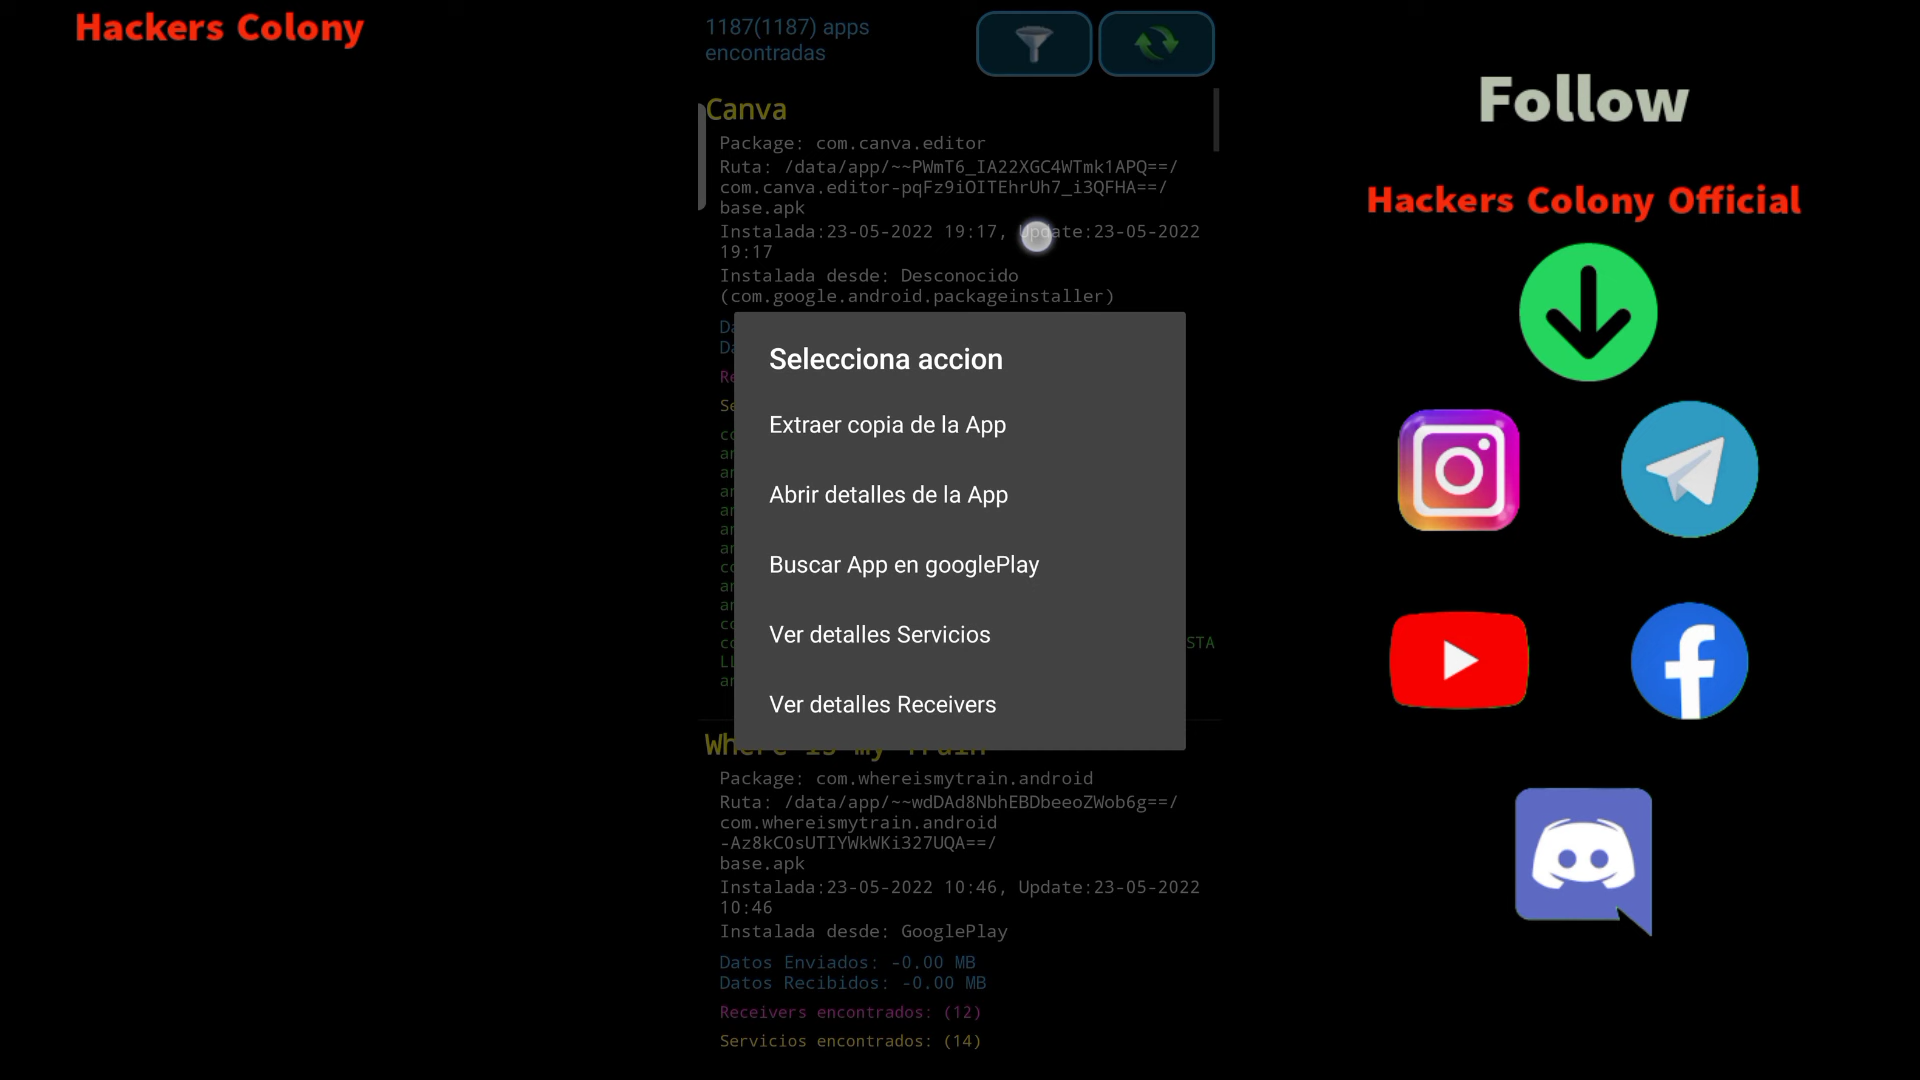 Hackers Colony
1187(1187) apps
encontradas
Canva
Package: com.canva.editor
Ruta: /data/app/~~PWmT6_IA22XGC4WTmk1APQ==/
com.canva.editor-pqFz9iOITEhrUh7_i3QFHA==/
base.apk
Instalada:23-05-2022 19:17, Update:23-05-2022
19:17
Instalada desde: Desconocido
(com.google.android.packageinstaller)
Selecciona accion
Extraer copia de la App
Abrir detalles de la App
Buscar App en googlePlay
Ver detalles Servicios
Ver detalles Receivers
Where is my Train
Package: com.whereismytrain.android
Ruta: /data/app/~~wdDAd8NbhEBDbeeoZWob6g==/
com.whereismytrain.android
-Az8kC0sUTIYWkWKi327UQA==/
base.apk
Instalada:23-05-2022 10:46, Update:23-05-2022
10:46
Instalada desde: GooglePlay
Datos Enviados: -0.00 MB
Datos Recibidos: -0.00 MB
Receivers encontrados: (12)
Servicios encontrados: (14)
Follow
Hackers Colony Official